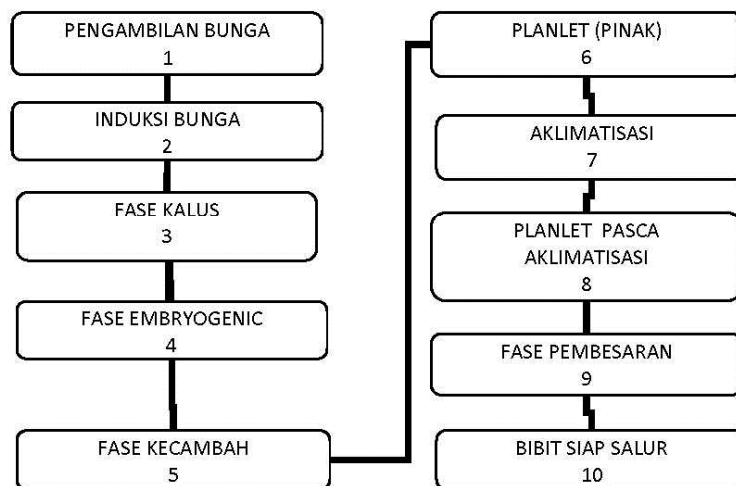 PENGAMBILAN BUNGA
1
INDUKSI BUNGA
2
FASE KALUS
3
FASE EMBRYOGENIC
4
FASE KECAMBAH
5
PLANLET (PINAK)
6
AKLIMATISASI
7
PLANLET PASCA
AKLIMATISASI
8
FASE PEMBESARAN
9
BIBIT SIAP SALUR
10